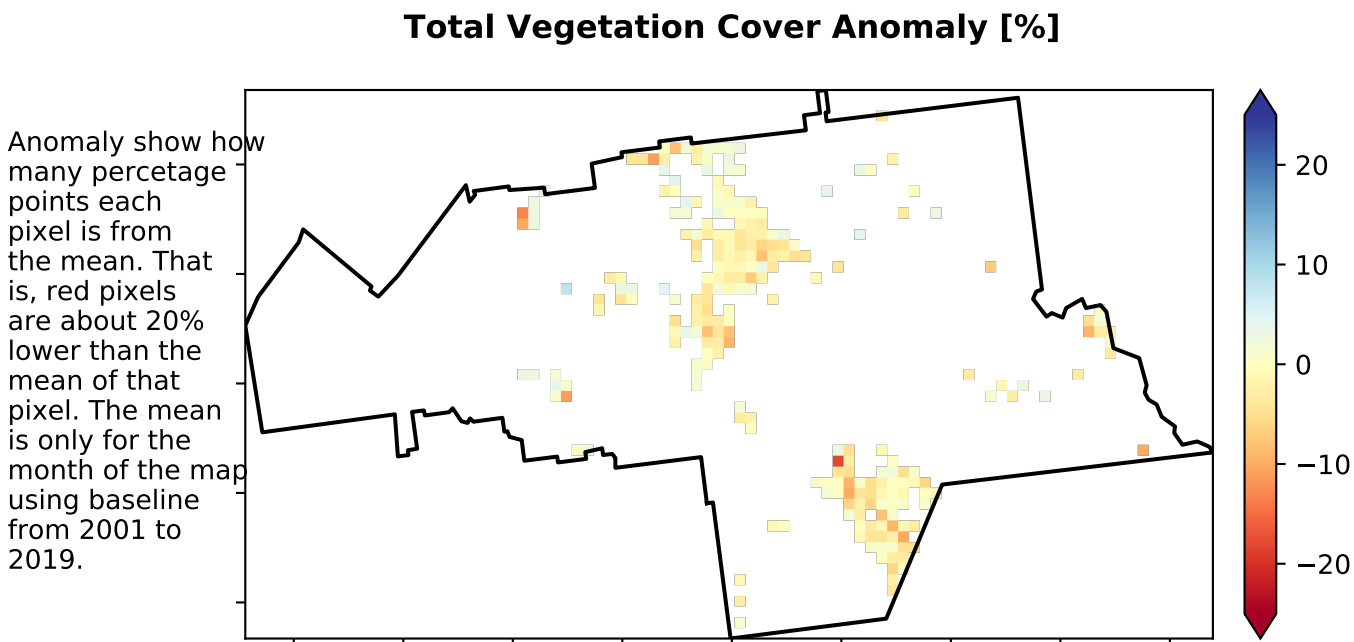 Total Vegetation Cover Anomaly [%]
Anomaly show how
many percetage
points each
pixel is from
the mean. That
is, red pixels
are about 20%
lower than the
mean of that
pixel. The mean
is only for the
month of the map
using baseline
from 2001 to
2019.
20
10
0
−10
−20